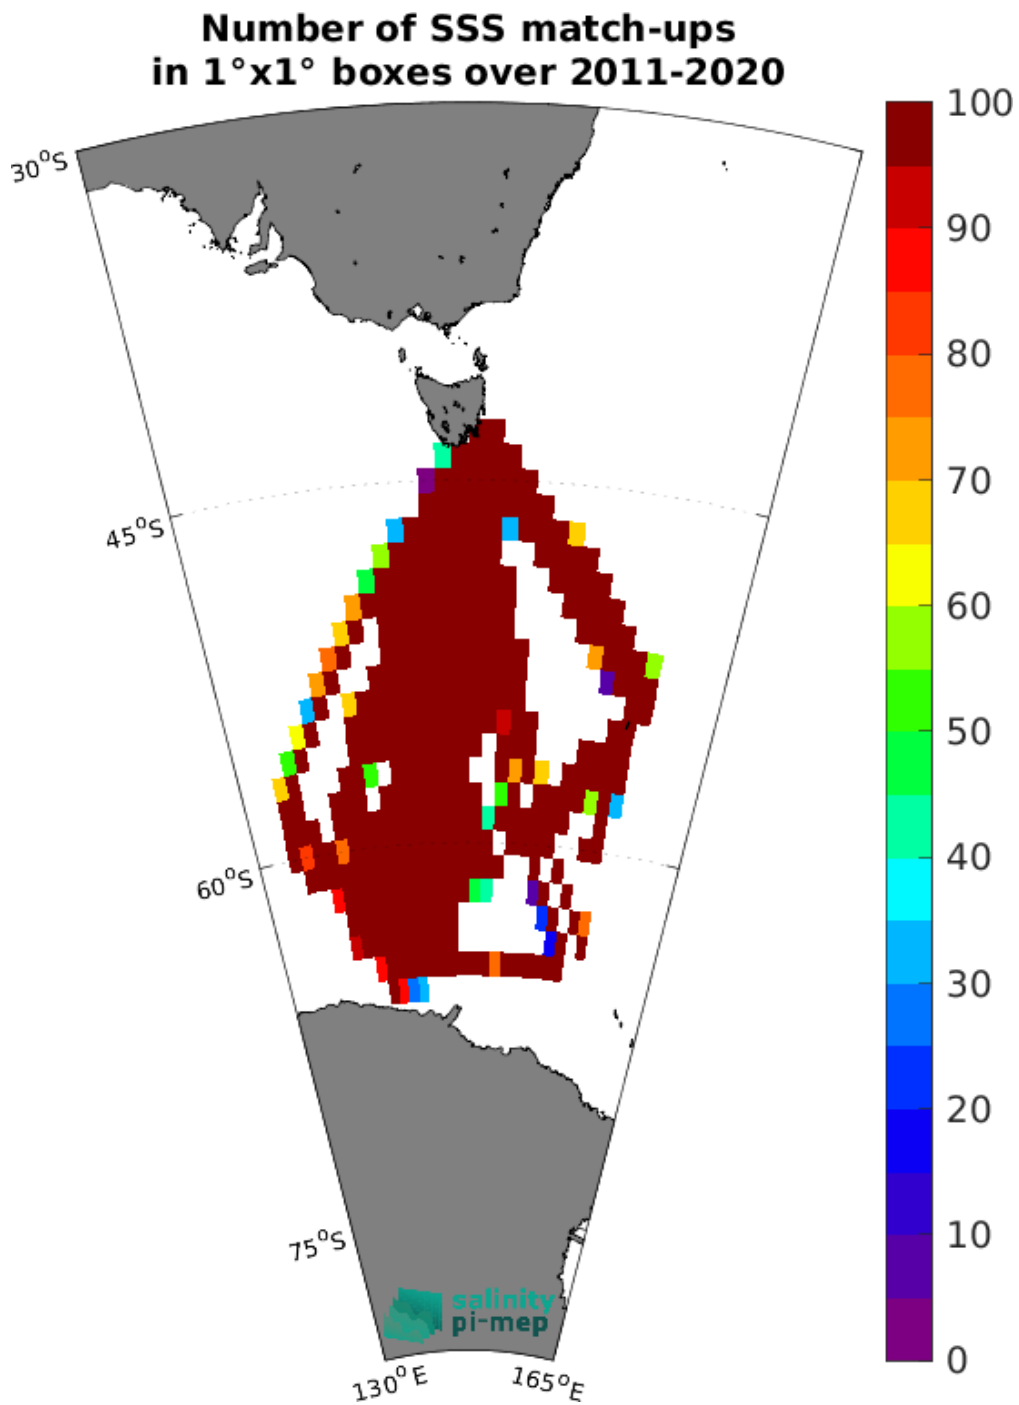 Number of SSS match-ups
in 1°x1° boxes over 2011-2020
100
30°S
90
80
70
45°S
60
50
40
60°S
30
20
10
75°S
salinity
pi-mep
0
130°E
165°E